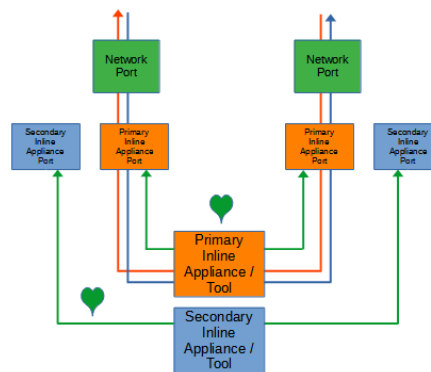 Network
Port
Network
Port
Secondary
Inline
Appliance
Port
Primary
Inline
Appliance
Port
Primary
Inline
Appliance
Port
Secondary
Inline
Appliance
Port
Primary
Inline
Appliance /
Tool
Secondary
Inline
Appliance /
Tool